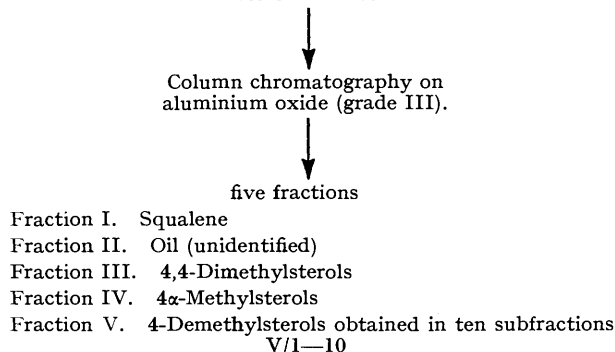 Column chromatography on
aluminium oxide (grade III).
five fractions
Fraction I. Squalene
Fraction II. Oil (unidentified)
Fraction III. 4,4-Dimethylsterols
Fraction IV. 4α-Methylsterols
Fraction V. 4-Demethylsterols obtained in ten subfractions
V/1—10